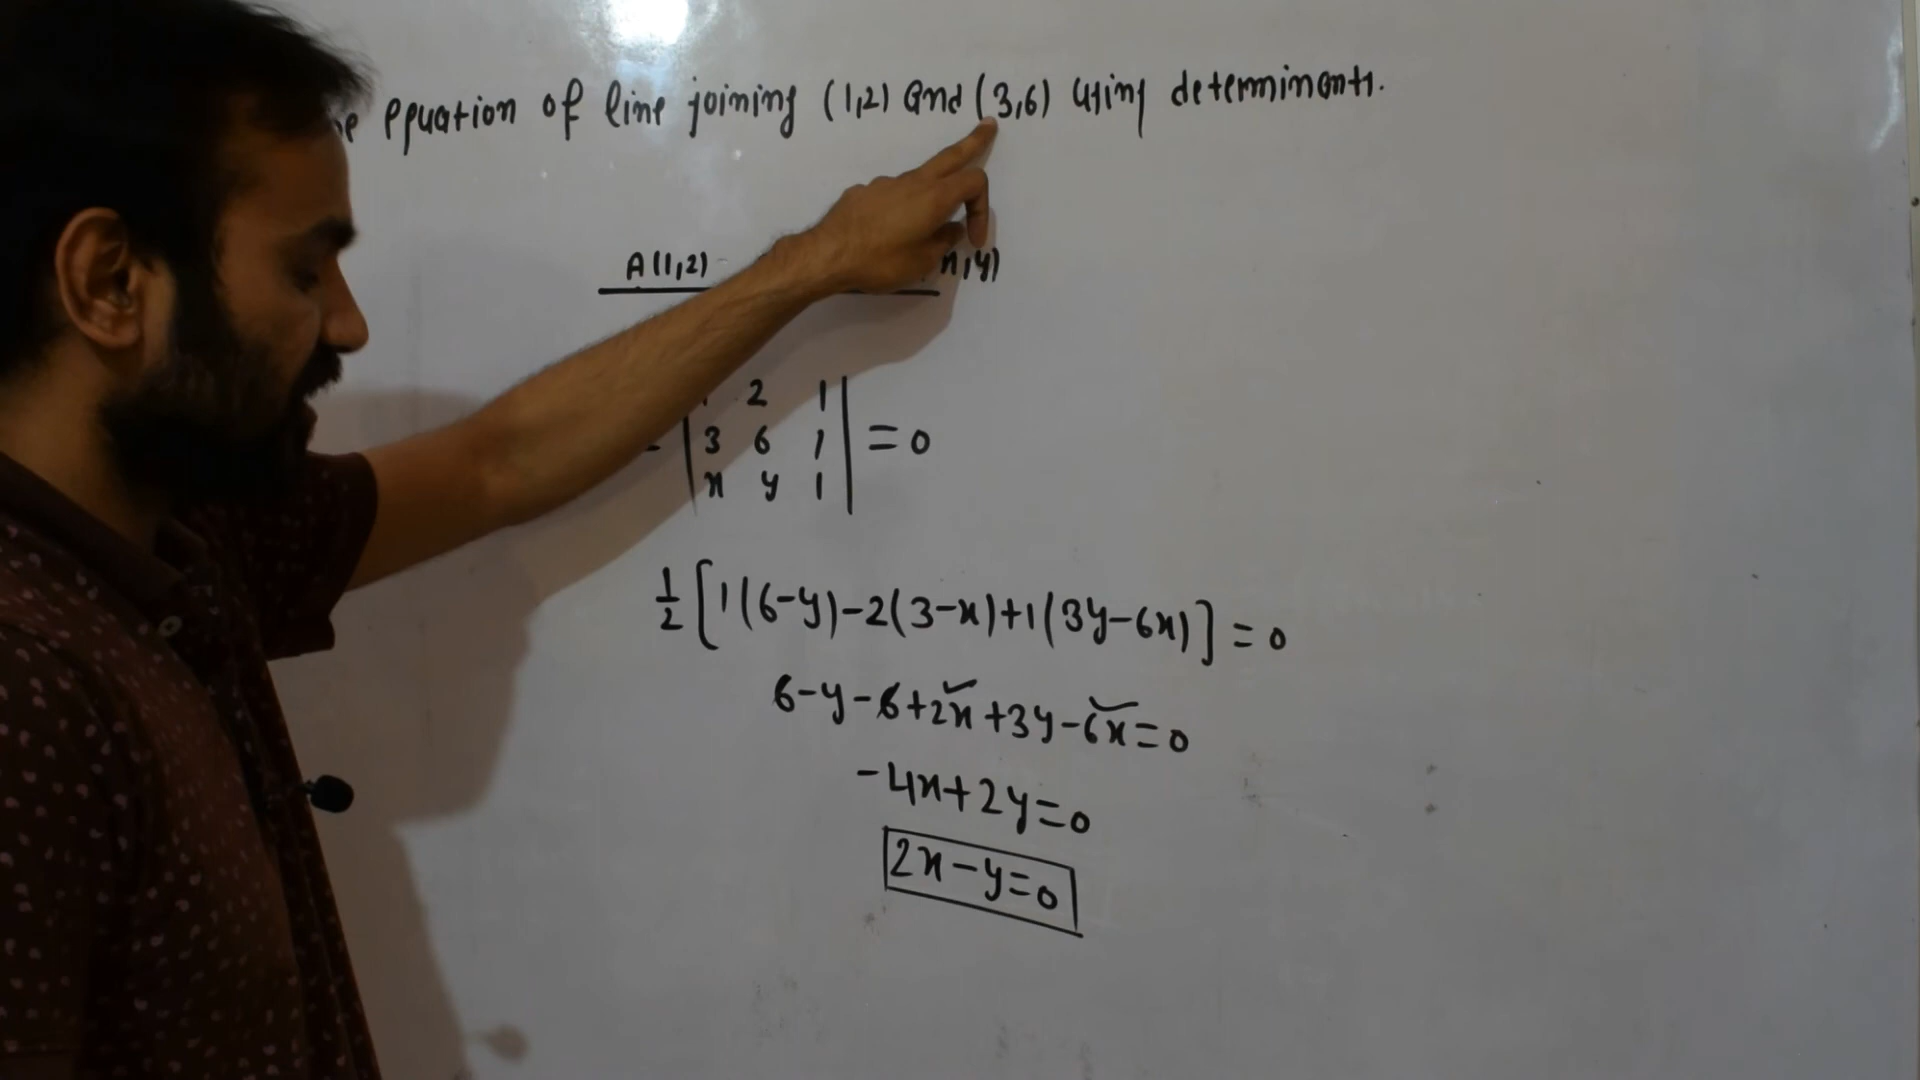 equation of line joining (1,2) and (3,6) using determinants.
A(1,2) x,y)
2 1
3 6 1 = 0
x y 1
1/2 [1(6-y)-2(3-x)+1(3y-6x)] = 0
6-y-6+2x+3y-6x=0
-4x+2y=0
2x-y=0